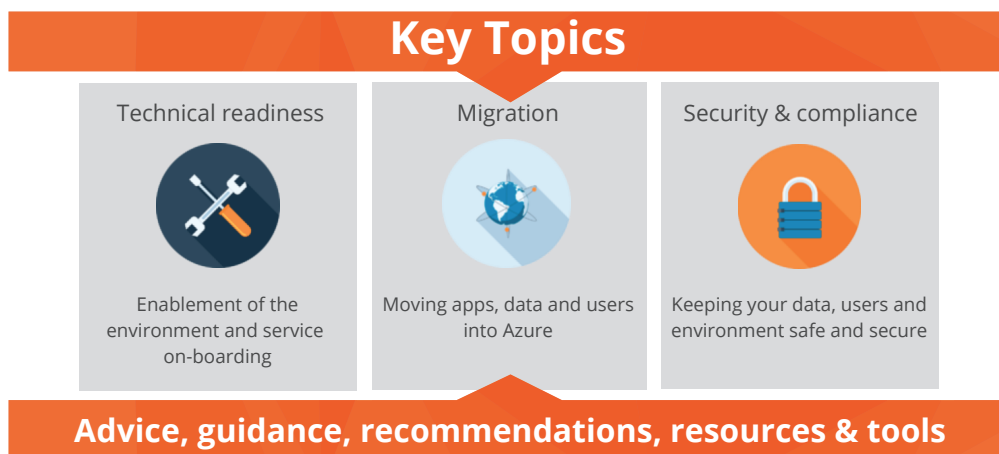 Key Topics
Technical readiness
Enablement of the
environment and service
on-boarding
Migration
Moving apps, data and users
into Azure
Security & compliance
Keeping your data, users and
environment safe and secure
Advice, guidance, recommendations, resources & tools